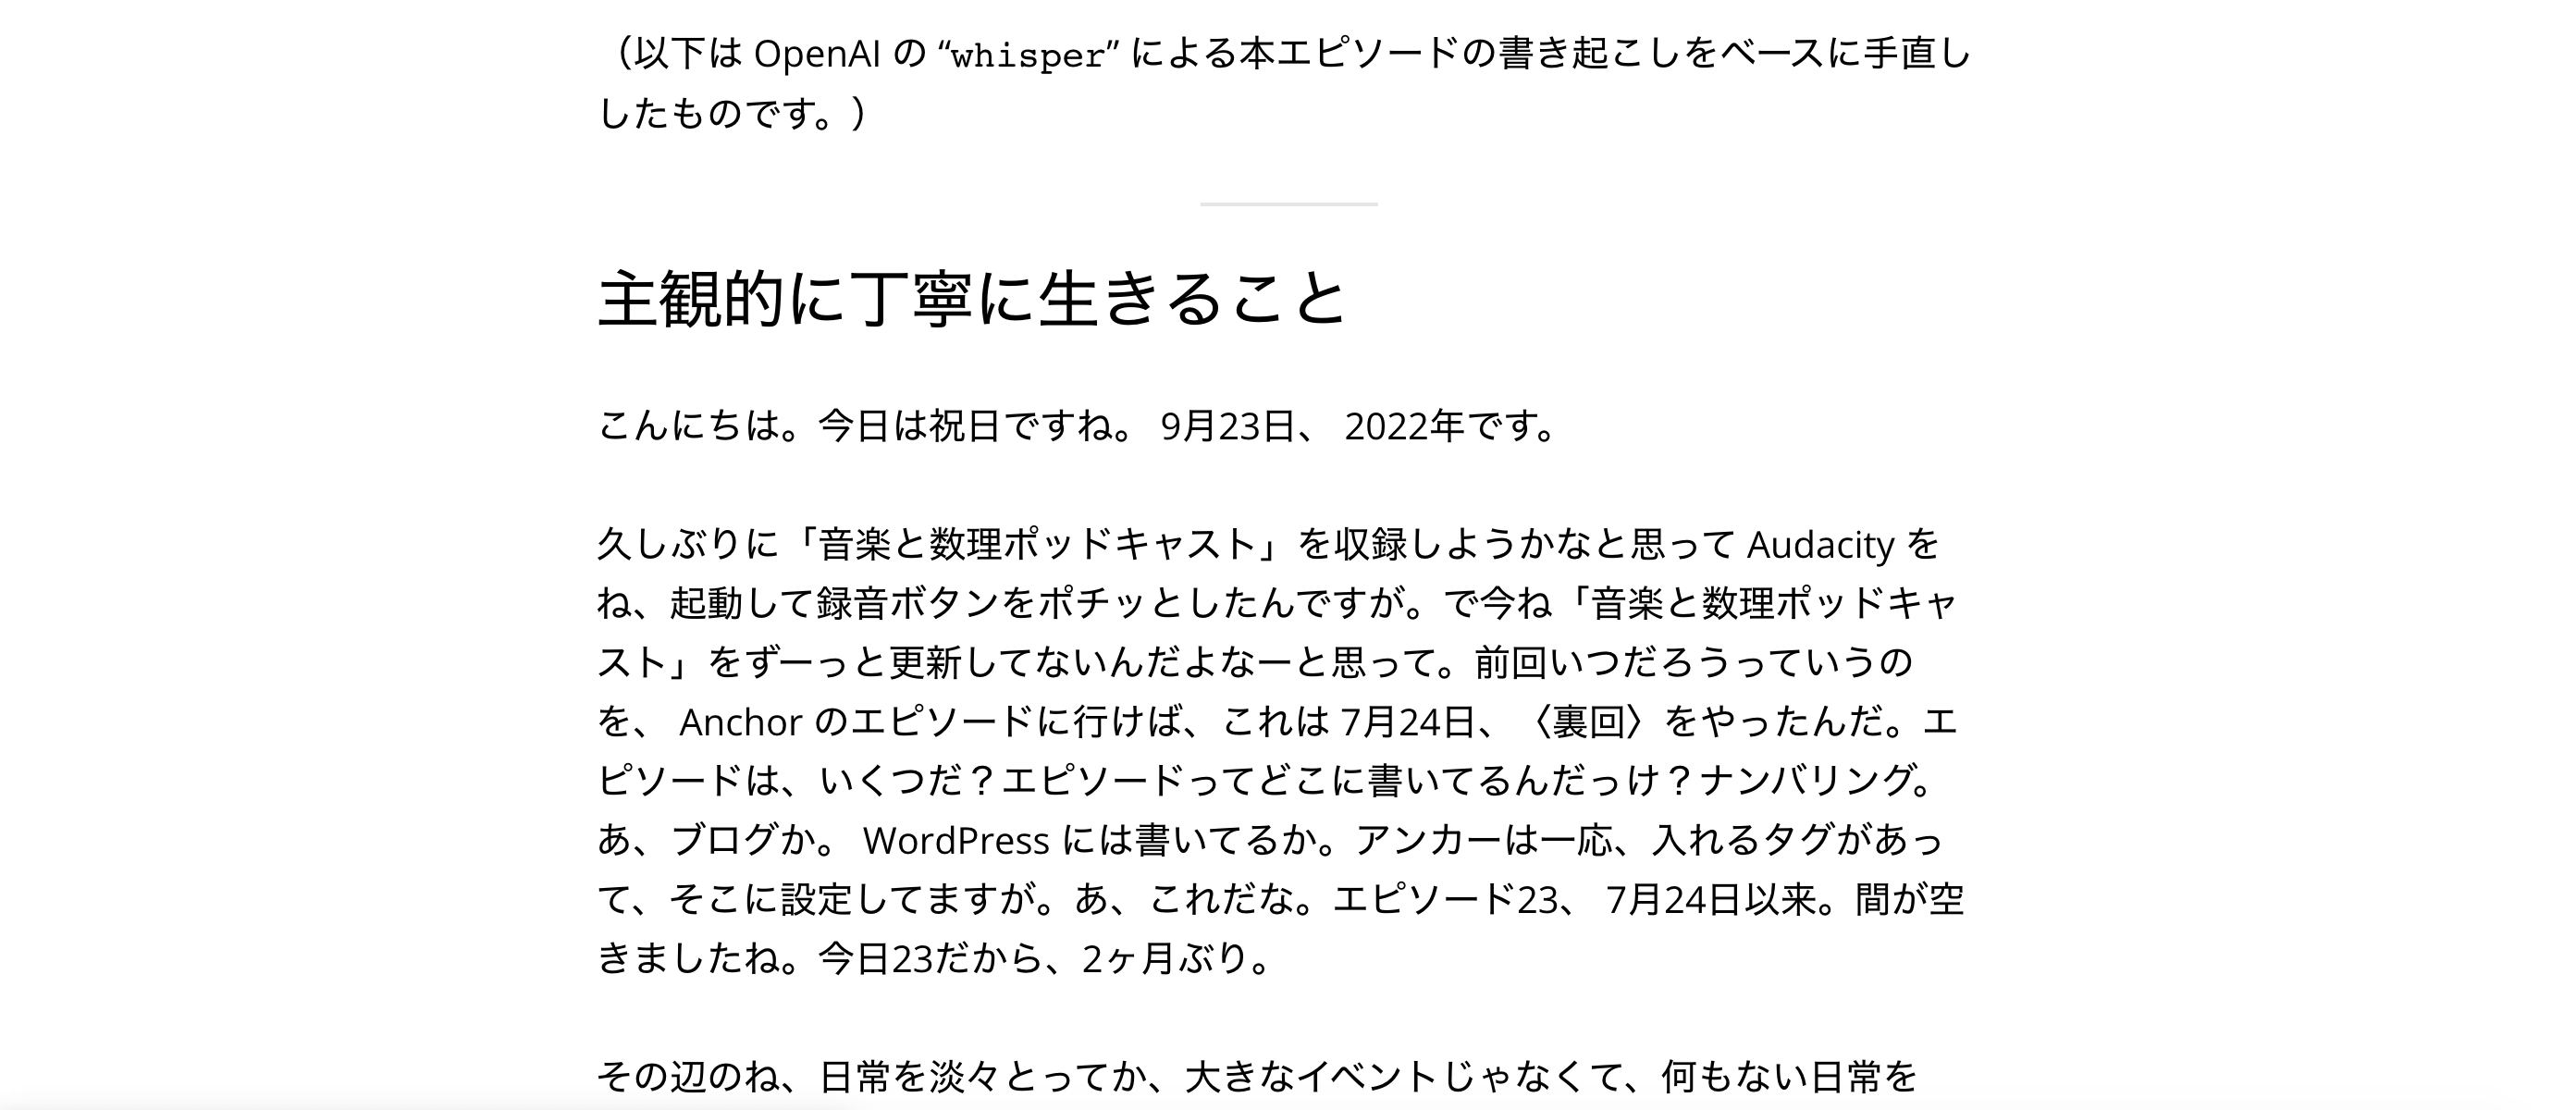 （以下は OpenAI の “whisper” による本エピソードの書き起こしをベースに手直し
したものです。）
主観的に丁寧に生きること
こんにちは。今日は祝日ですね。 9月23日、 2022年です。
久しぶりに「音楽と数理ポッドキャスト」を収録しようかなと思って Audacity を
ね、起動して録音ボタンをポチッとしたんですが。で今ね「音楽と数理ポッドキャ
スト」をずーっと更新してないんだよなーと思って。前回いつだろうっていうの
を、 Anchor のエピソードに行けば、これは 7月24日、〈裏回〉をやったんだ。エ
ピソードは、いくつだ？エピソードってどこに書いてるんだっけ？ナンバリング。
あ、ブログか。 WordPress には書いてるか。アンカーは一応、入れるタグがあっ
て、そこに設定してますが。あ、これだな。エピソード23、 7月24日以来。間が空
きましたね。今日23だから、2ヶ月ぶり。
その辺のね、日常を淡々とってか、大きなイベントじゃなくて、何もない日常を